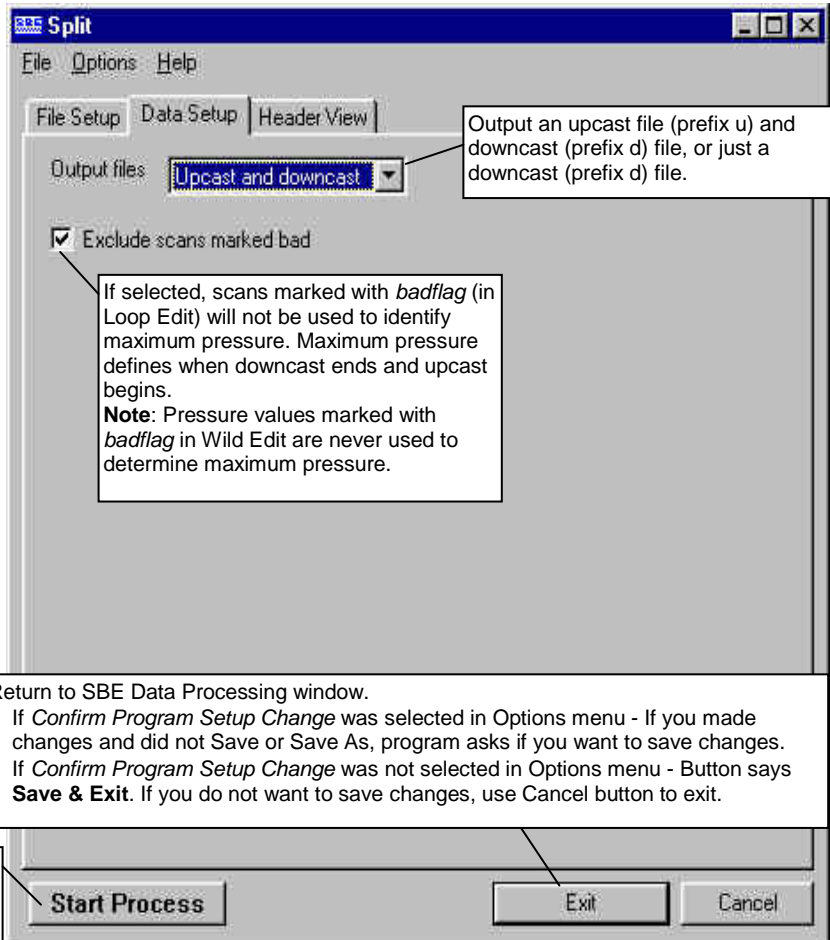 SBE Split
File Options Help
File Setup Data Setup Header View
Output an upcast file (prefix u) and
downcast (prefix d) file, or just a
downcast (prefix d) file.
Output files Upcast and downcast
Exclude scans marked bad
If selected, scans marked with badflag (in
Loop Edit) will not be used to identify
maximum pressure. Maximum pressure
defines when downcast ends and upcast
begins.
Note: Pressure values marked with
badflag in Wild Edit are never used to
determine maximum pressure.
Return to SBE Data Processing window.
If Confirm Program Setup Change was selected in Options menu - If you made
changes and did not Save or Save As, program asks if you want to save changes.
If Confirm Program Setup Change was not selected in Options menu - Button says
Save & Exit. If you do not want to save changes, use Cancel button to exit.
Start Process Exit Cancel